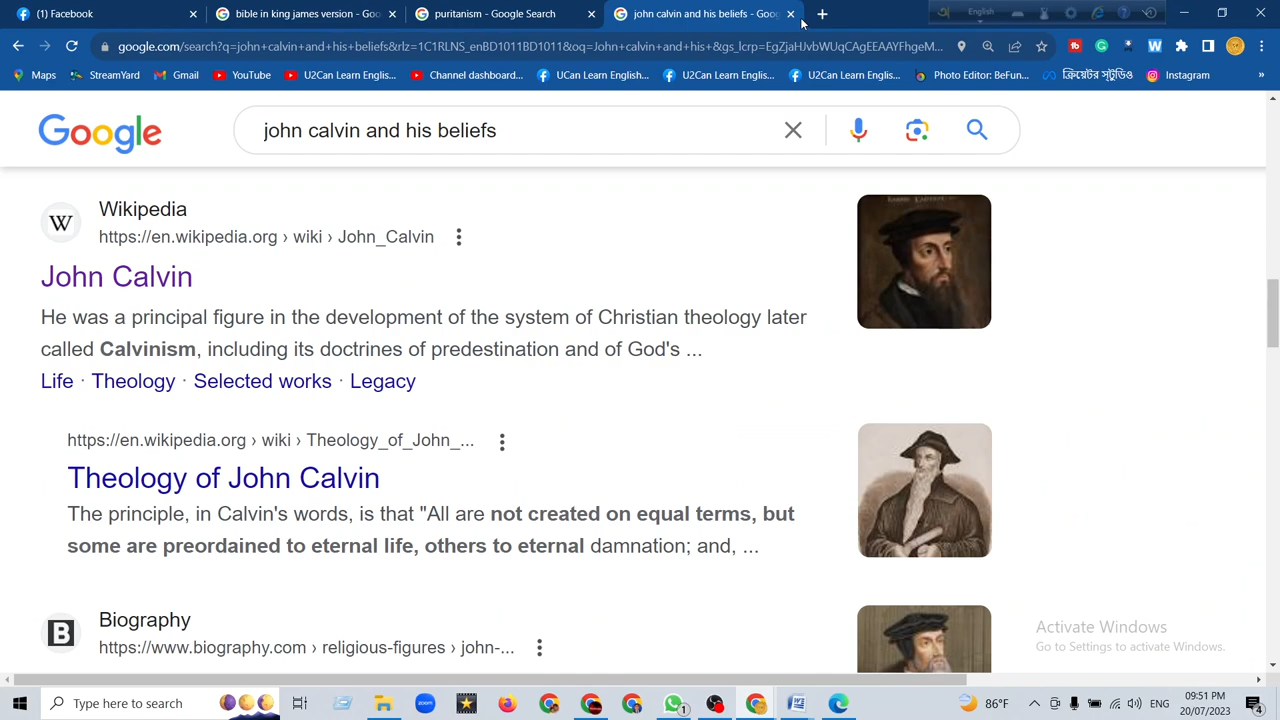 (1) Facebook
bible in king james version - Goo
puritanism - Google Search
john calvin and his beliefs - Goog
English
google.com/search?q=john+calvin+and+his+beliefs&rlz=1C1RLNS_enBD1011BD1011&oq=John+calvin+and+his+&gs_lcrp=EgZjaHJvbWUqCAgEEAAYFhgeM...
Maps
StreamYard
Gmail
YouTube
U2Can Learn Englis...
Channel dashboard...
UCan Learn English...
U2Can Learn Englis...
U2Can Learn Englis...
Photo Editor: BeFun...
ক্রিয়েটর স্টুডিও
Instagram
»
Google
john calvin and his beliefs
W
Wikipedia
https://en.wikipedia.org › wiki › John_Calvin
John Calvin
He was a principal figure in the development of the system of Christian theology later
called Calvinism, including its doctrines of predestination and of God's ...
Life · Theology · Selected works · Legacy
https://en.wikipedia.org › wiki › Theology_of_John_...
Theology of John Calvin
The principle, in Calvin's words, is that "All are not created on equal terms, but
some are preordained to eternal life, others to eternal damnation; and, ...
B
Biography
https://www.biography.com › religious-figures › john-...
Activate Windows
Go to Settings to activate Windows.
Type here to search
zoom
1
86°F
ENG
09:51 PM
20/07/2023
4